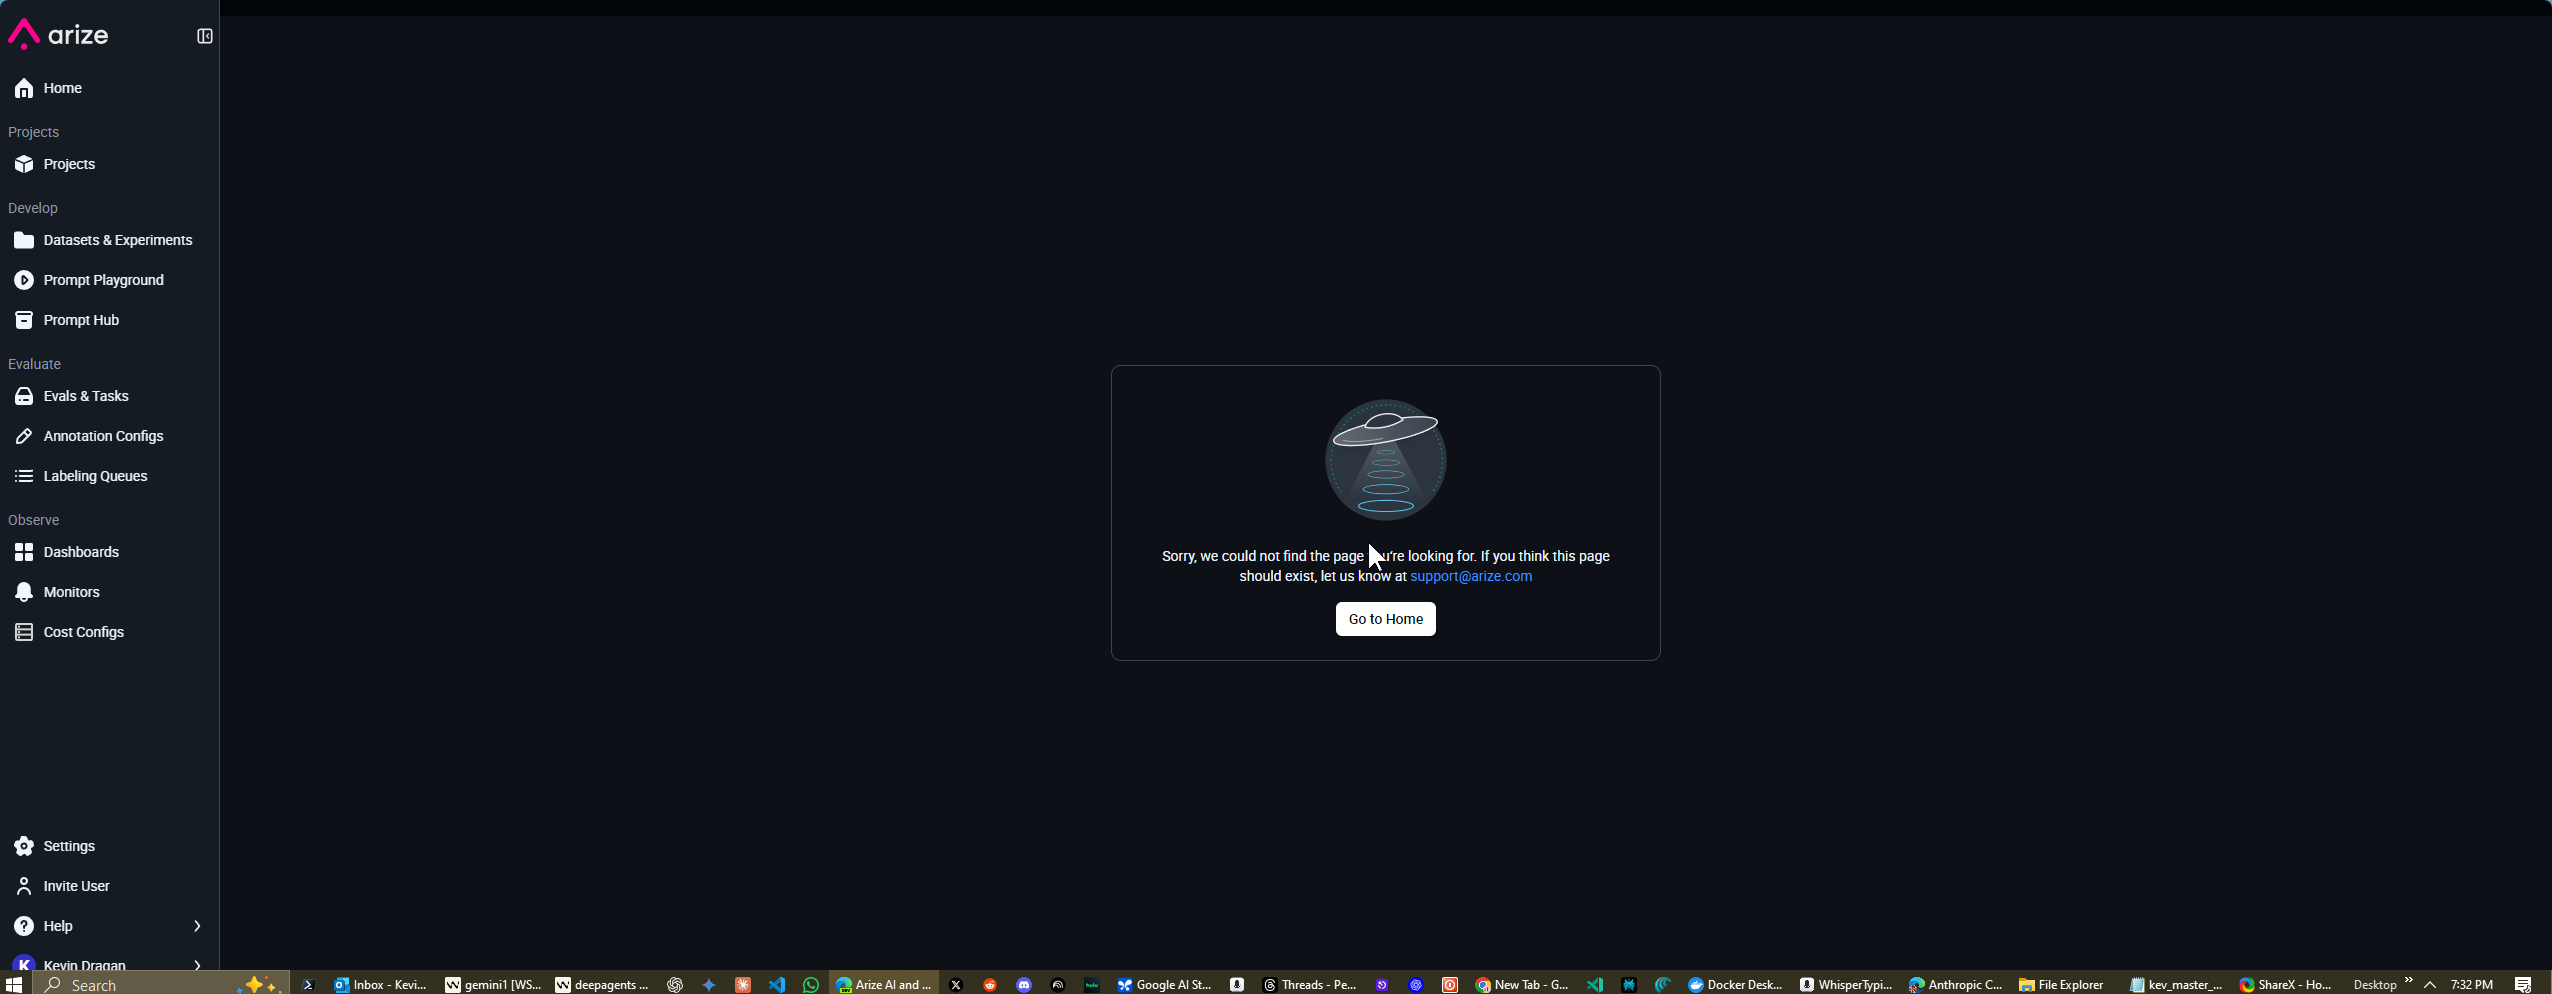 arize
Home
Projects
Projects
Develop
Datasets & Experiments
Prompt Playground
Prompt Hub
Evaluate
Evals & Tasks
Annotation Configs
Labeling Queues
Observe
Dashboards
Monitors
Cost Configs
Sorry, we could not find the page you're looking for. If you think this page
should exist, let us know at support@arize.com
Go to Home
Settings
Invite User
Help
K Kevin Dragan
Search
Inbox - Kevi...
gemini1 [WS...
deepagents ...
Arize AI and ...
Google AI St...
Threads - Pe...
New Tab - G...
Docker Desk...
WhisperTypi...
Anthropic C...
File Explorer
kev_master_...
ShareX - Ho...
Desktop
7:32 PM